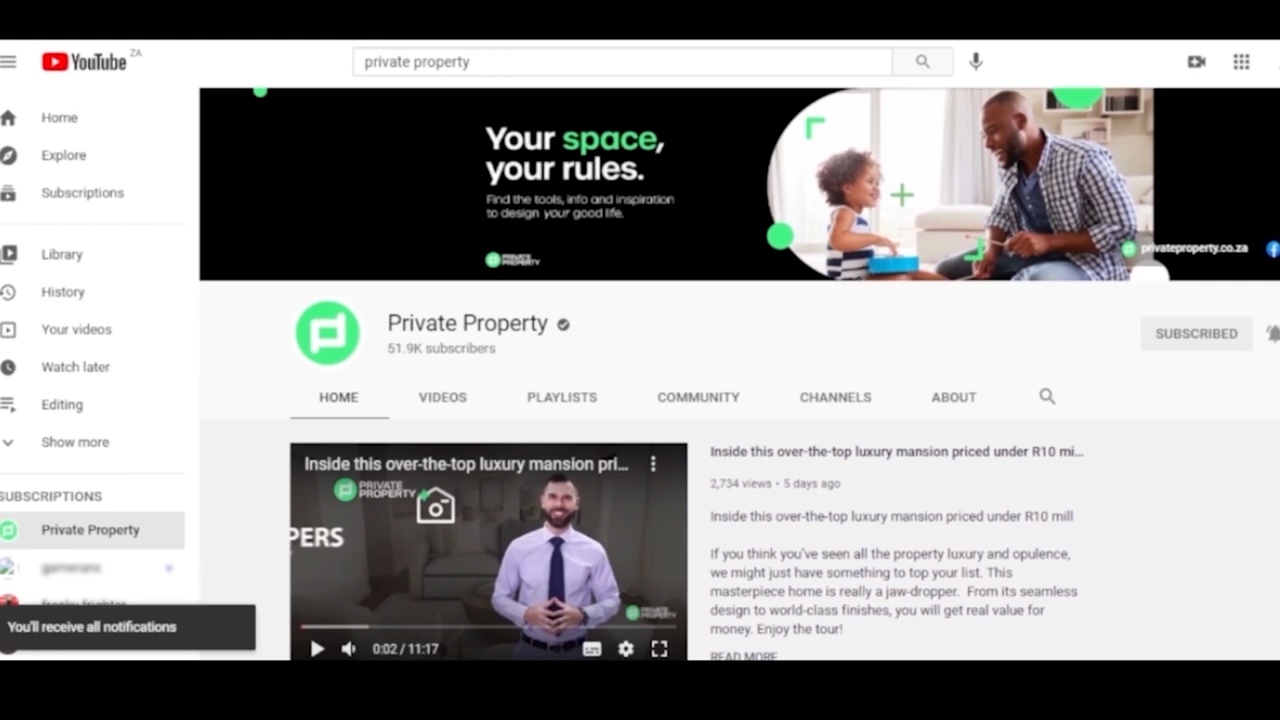 YouTube ZA
private property
Home
Explore
Subscriptions
Library
History
Your videos
Watch later
Editing
Show more
SUBSCRIPTIONS
Private Property
You'll receive all notifications
Your space,
your rules.
Find the tools, info and inspiration
to design your good life.
PRIVATE
PROPERTY
privateproperty.co.za
Private Property
51.9K subscribers
SUBSCRIBED
HOME VIDEOS PLAYLISTS COMMUNITY CHANNELS ABOUT
Inside this over-the-top luxury mansion pri...
PRIVATE
PROPERTY
PERS
PRIVATE
PROPERTY
0:02 / 11:17
Inside this over-the-top luxury mansion priced under R10 mi...
2,734 views • 5 days ago
Inside this over-the-top luxury mansion priced under R10 mill
If you think you've seen all the property luxury and opulence,
we might just have something to top your list. This
masterpiece home is really a jaw-dropper. From its seamless
design to world-class finishes, you will get real value for
money. Enjoy the tour!
READ MORE